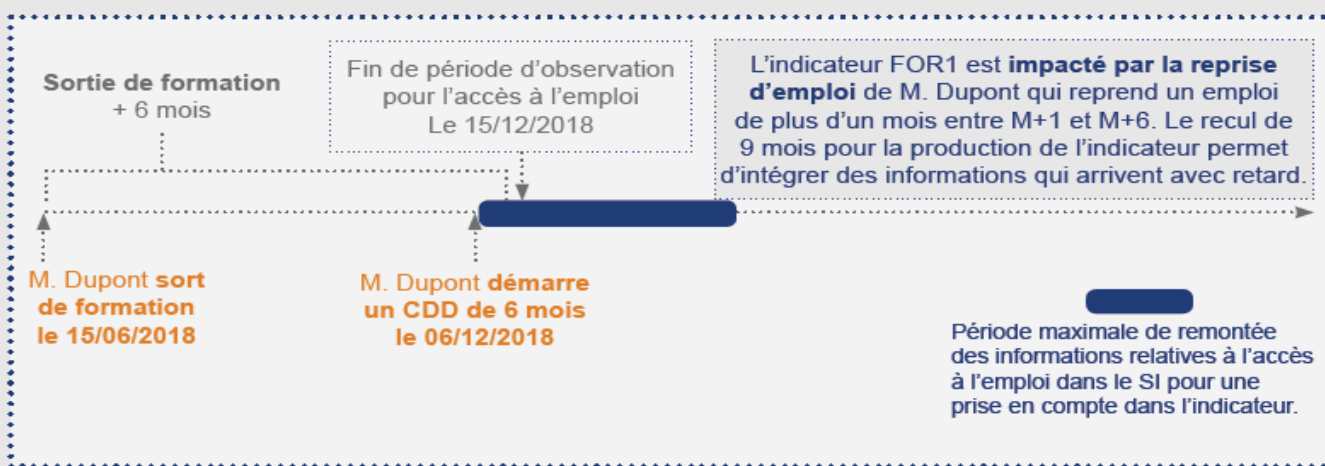 Sortie de formation
+ 6 mois
Fin de période d'observation
pour l'accès à l'emploi
Le 15/12/2018
L'indicateur FOR1 est impacté par la reprise
d'emploi de M. Dupont qui reprend un emploi
de plus d'un mois entre M+1 et M+6. Le recul de
9 mois pour la production de l'indicateur permet
d'intégrer des informations qui arrivent avec retard.
M. Dupont sort
de formation
le 15/06/2018
M. Dupont démarre
un CDD de 6 mois
le 06/12/2018
Période maximale de remontée
des informations relatives à l'accès
à l'emploi dans le SI pour une
prise en compte dans l'indicateur.